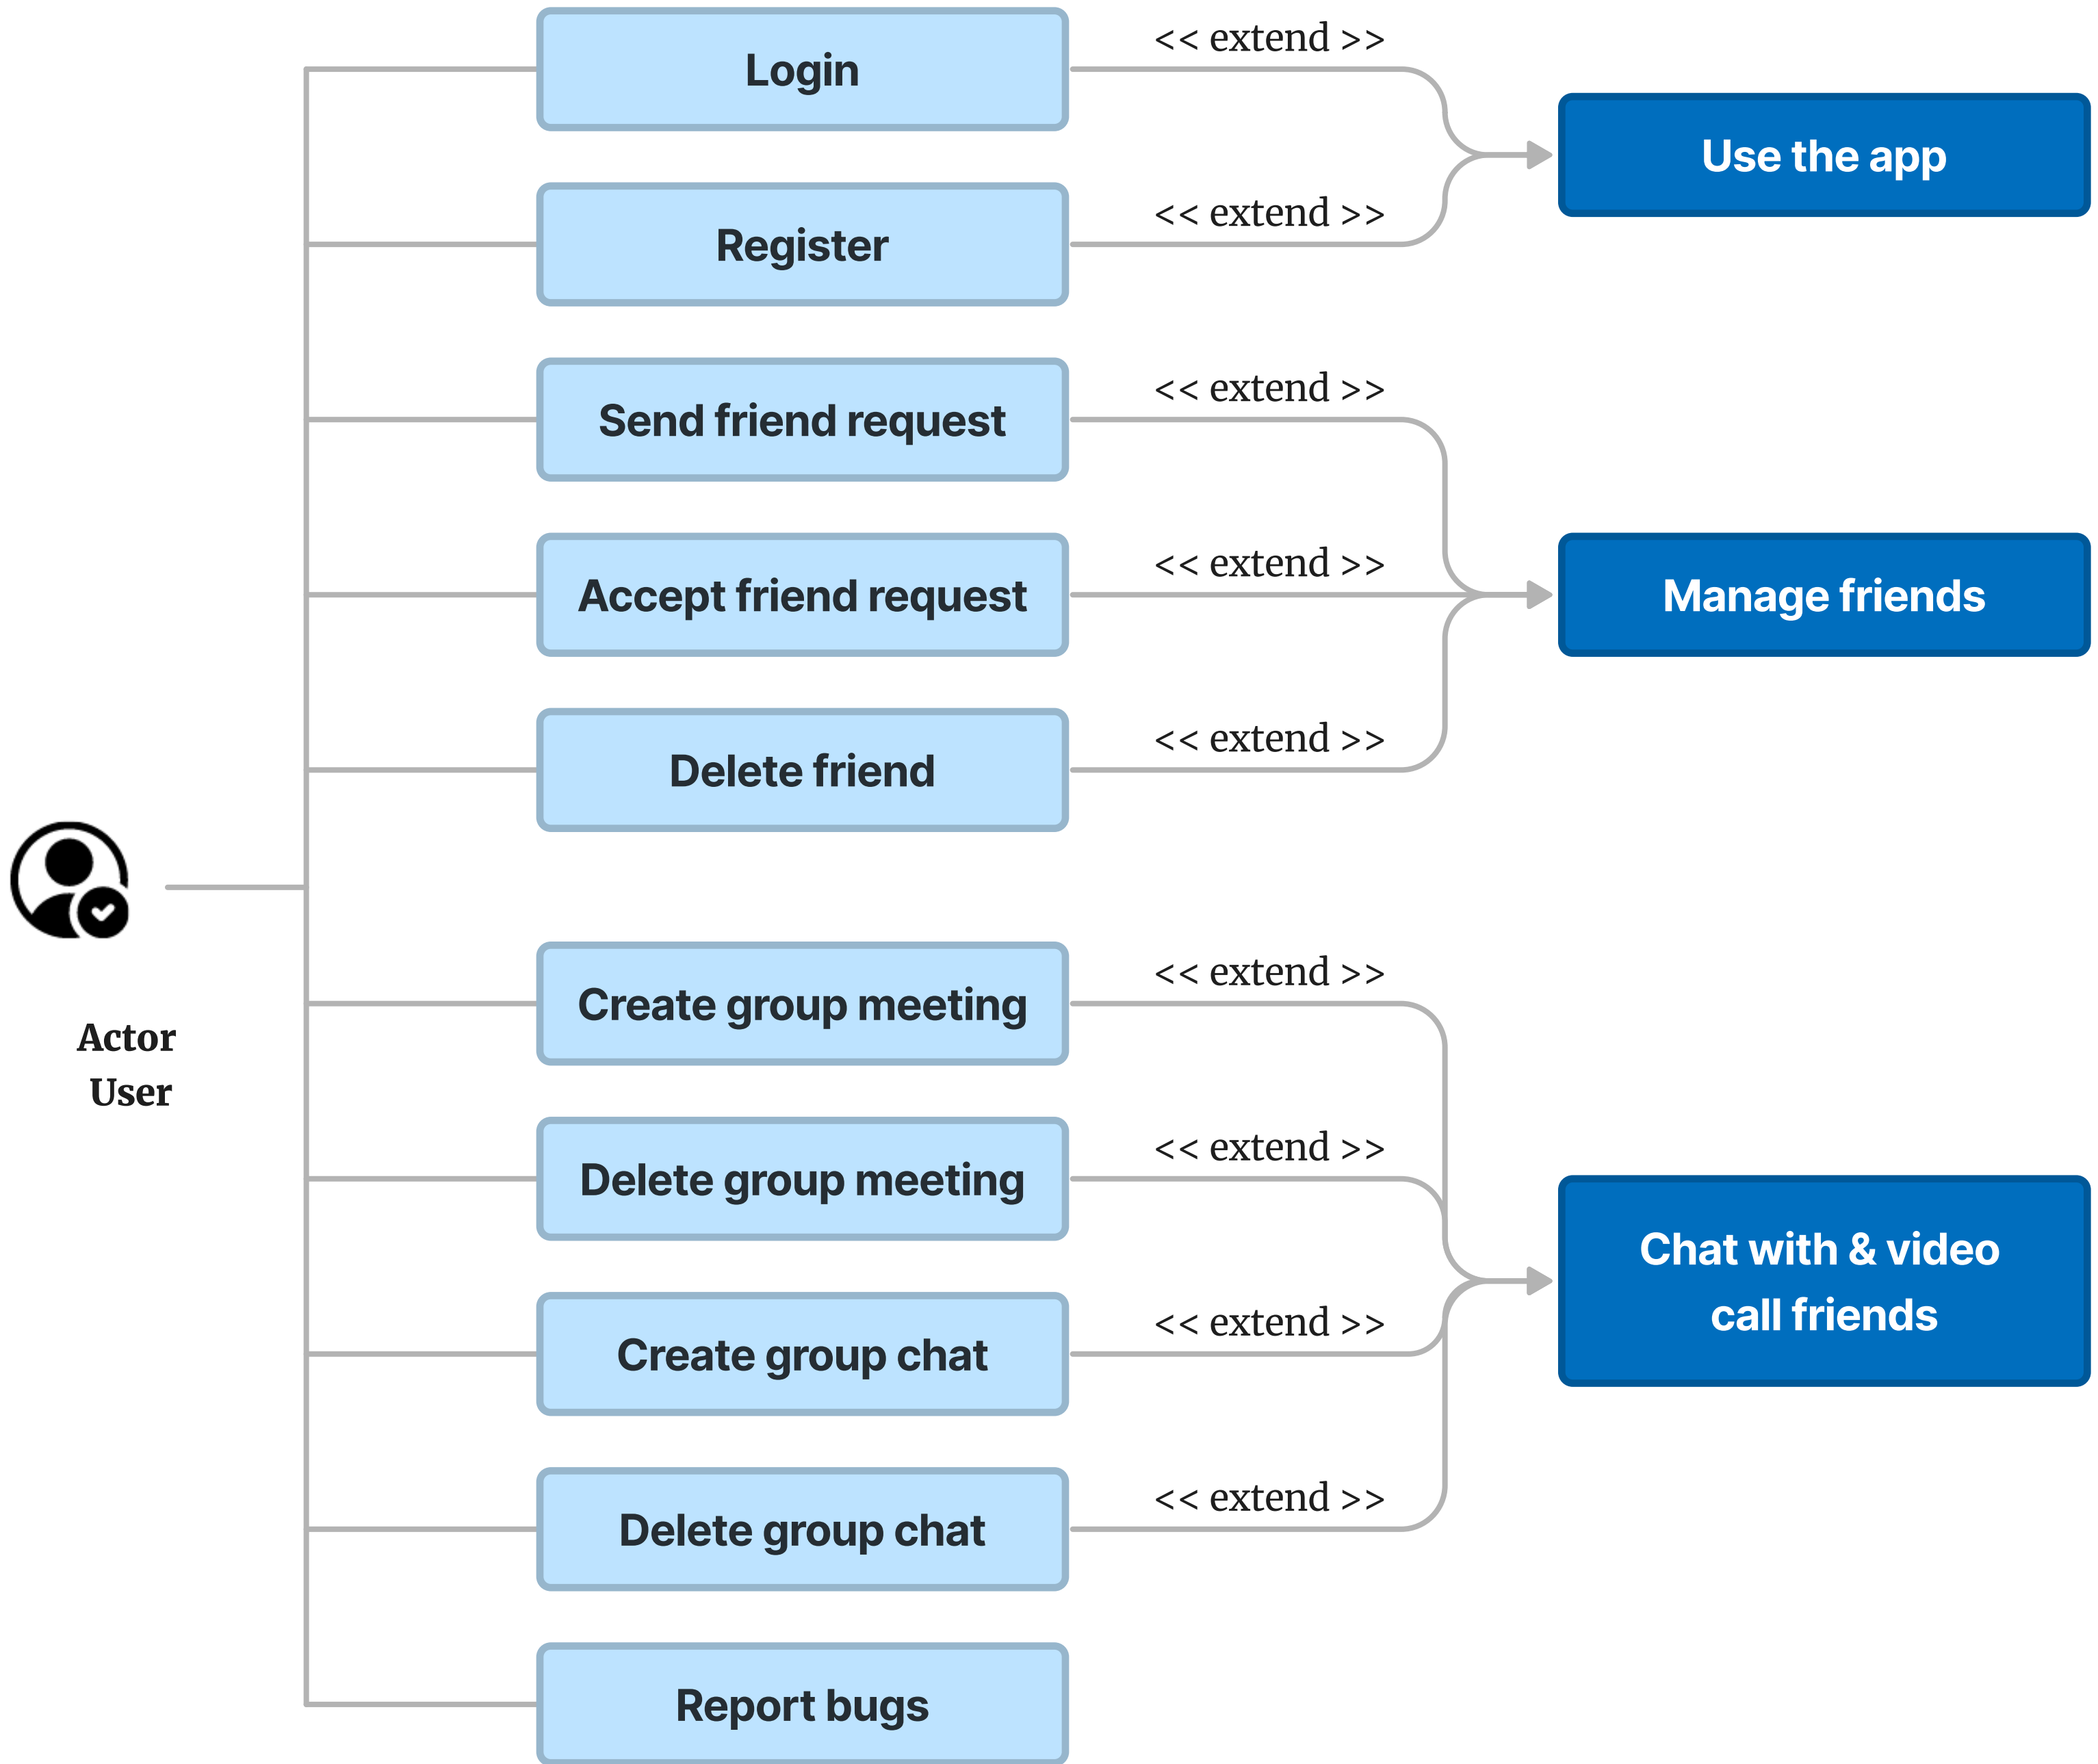 Login
<< extend >>
Use the app
Register
<< extend >>
Send friend request
<< extend >>
Accept friend request
<< extend >>
Manage friends
Delete friend
<< extend >>
Actor
User
Create group meeting
<< extend >>
Delete group meeting
<< extend >>
Chat with & video
call friends
Create group chat
<< extend >>
Delete group chat
<< extend >>
Report bugs